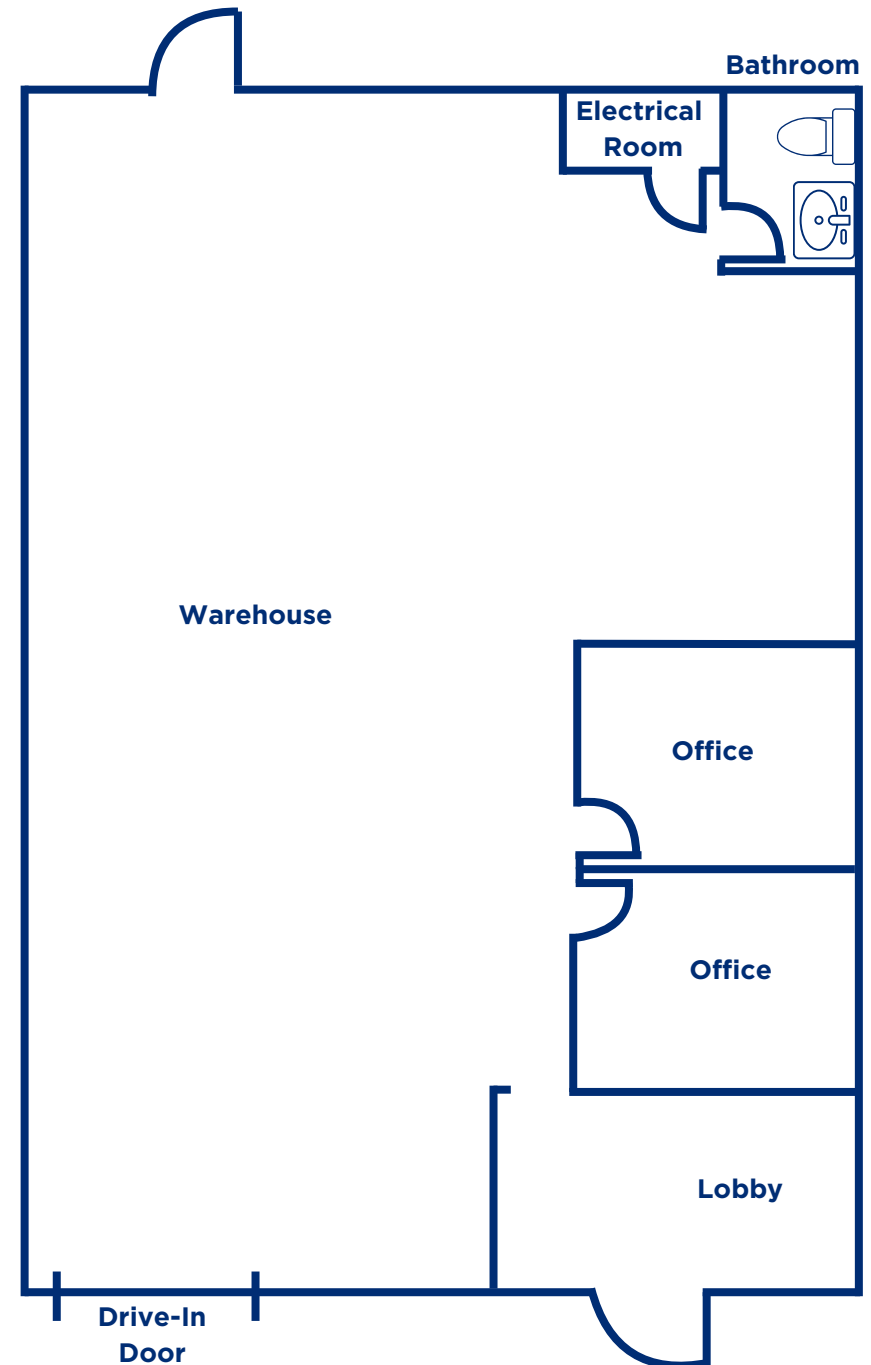 Bathroom
Electrical
Room
Warehouse
Office
Office
Lobby
Drive-In
Door